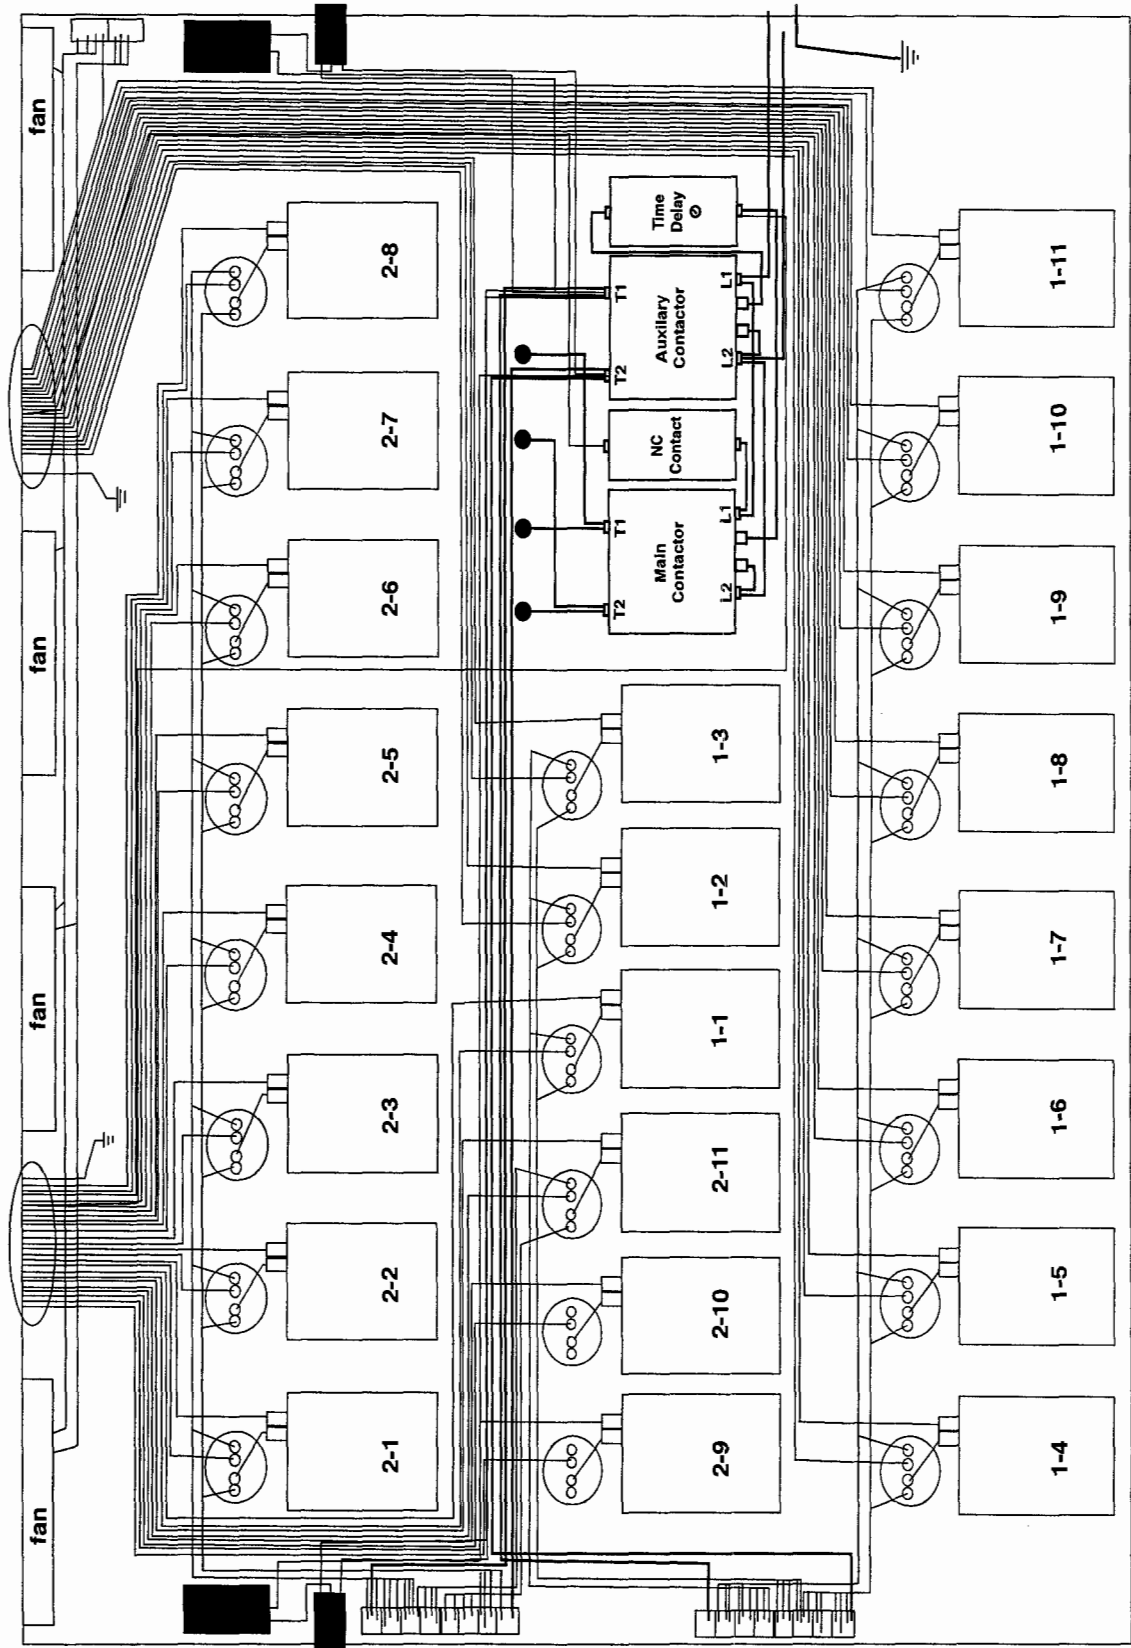 fan
fan
fan
fan
2-1
2-2
2-3
2-4
2-5
2-6
2-7
2-8
2-9
2-10
2-11
1-1
1-2
1-3
T2
T1
Main
Contactor
L2
L1
NC
Contact
T2
T1
Auxilary
Contactor
L2
L1
Time
Delay
1-4
1-5
1-6
1-7
1-8
1-9
1-10
1-11